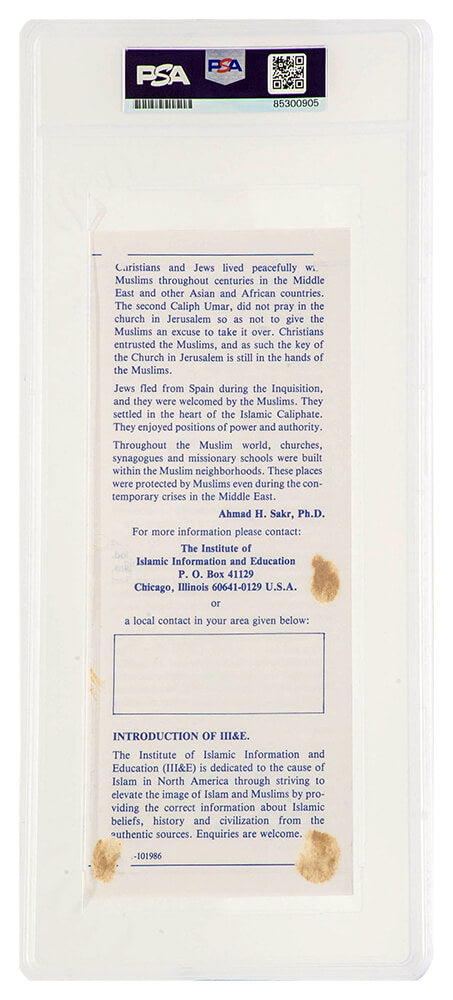 PSA
PSA
85300905
Christians and Jews lived peacefully
Muslims throughout centuries in the Middle
East and other Asian and African countries.
The second Caliph Umar, did not pray in the
church in Jerusalem so as not to give the
Muslims an excuse to take it over. Christians
entrusted the Muslims, and as such the key of
the Church in Jerusalem is still in the hands of
the Muslims.
Jews fled from Spain during the Inquisition,
and they were welcomed by the Muslims. They
settled in the heart of the Islamic Caliphate.
They enjoyed positions of power and authority.
Throughout the Muslim world, churches,
synagogues and missionary schools were built
within the Muslim neighborhoods. These places
were protected by Muslims even during the con-
temporary crises in the Middle East.
Ahmad H. Sakr, Ph.D.
For more information please contact:
The Institute of
Islamic Information and Education
P. O. Box 41129
Chicago, Illinois 60641-0129 U.S.A.
or
a local contact in your area given below:
INTRODUCTION OF III&E.
The Institute of Islamic Information and
Education (III&E) is dedicated to the cause of
Islam in North America through striving to
elevate the image of Islam and Muslims by pro-
viding the correct information about Islamic
beliefs, history and civilization from the
authentic sources. Enquiries are welcome.
-101986